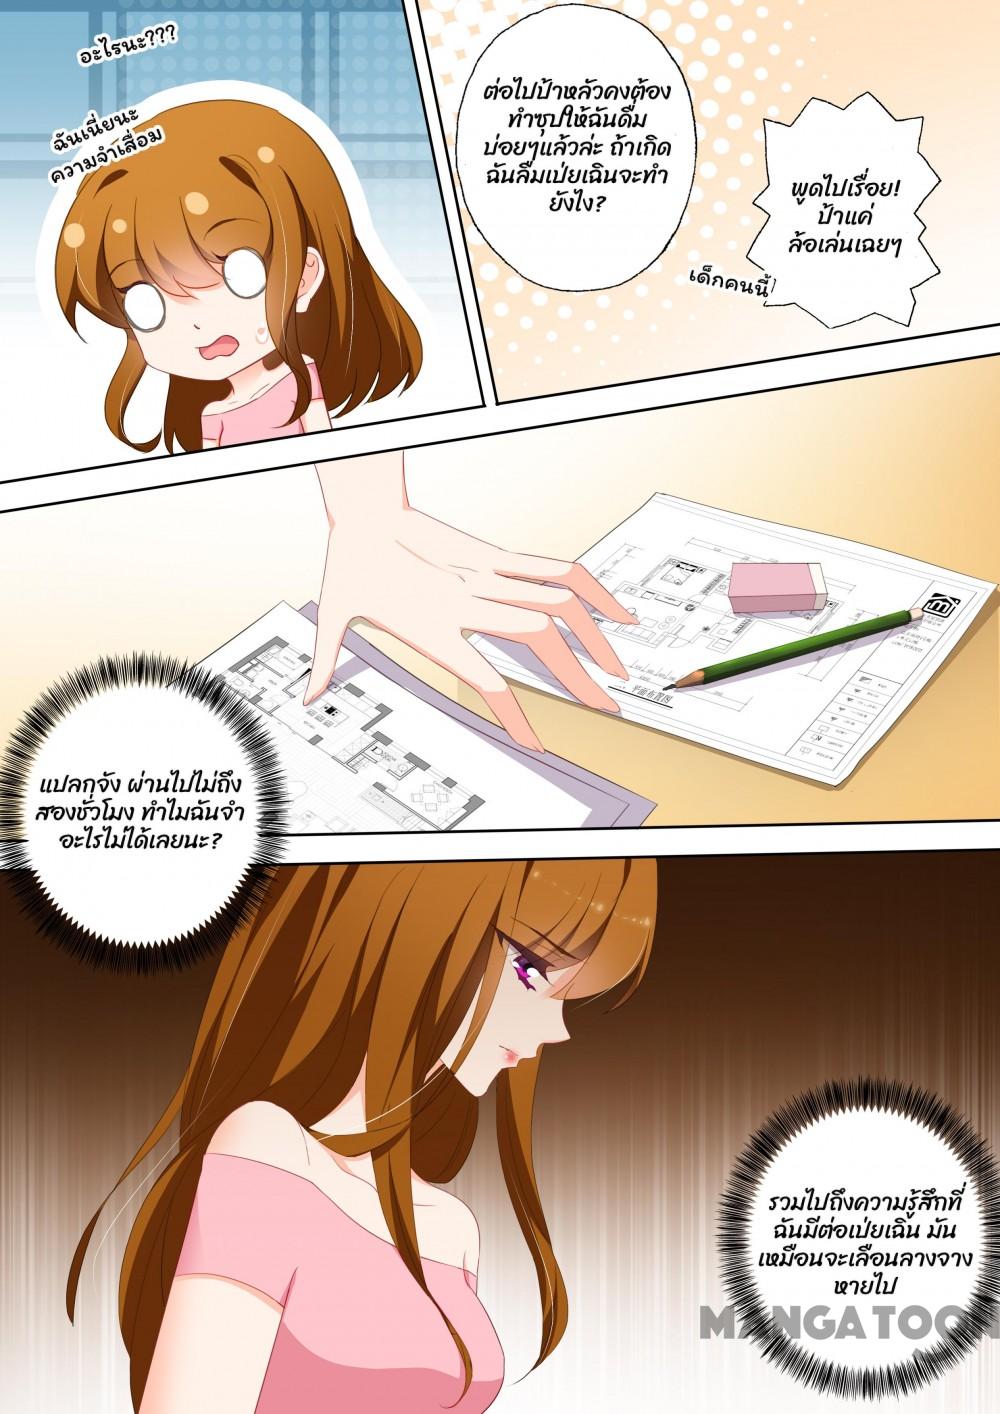 อะไรนะ???
ฉันเนี่ยนะ
ความจำเสื่อม
ต่อไปป้าหลัวคงต้อง
ทำซุปให้ฉันดื่ม
บ่อยๆแล้วล่ะ ถ้าเกิด
ฉันลืมเป่ยเฉินจะทำ
ยังไง?
พูดไปเรื่อย!
ป้าแค่
ล้อเล่นเฉยๆ
เด็กคนนี้
平面布置图
แปลกจัง ผ่านไปไม่ถึง
สองชั่วโมง ทำไมฉันจำ
อะไรไม่ได้เลยนะ?
รวมไปถึงความรู้สึกที่
ฉันมีต่อเป่ยเฉิน มัน
เหมือนจะเลือนลางจาง
หายไป
MANGATOON